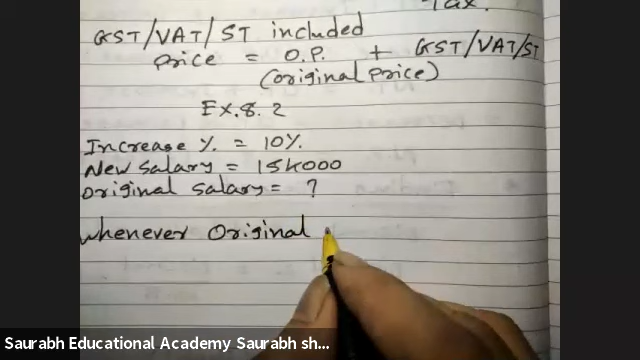 Tax.
GST/VAT/ST included
price = O.P. + GST/VAT/ST
(original price)
Ex.8.2
Increase %. = 10%.
New salary = 154000
Original salary = ?
Whenever Original
Saurabh Educational Academy Saurabh sh...